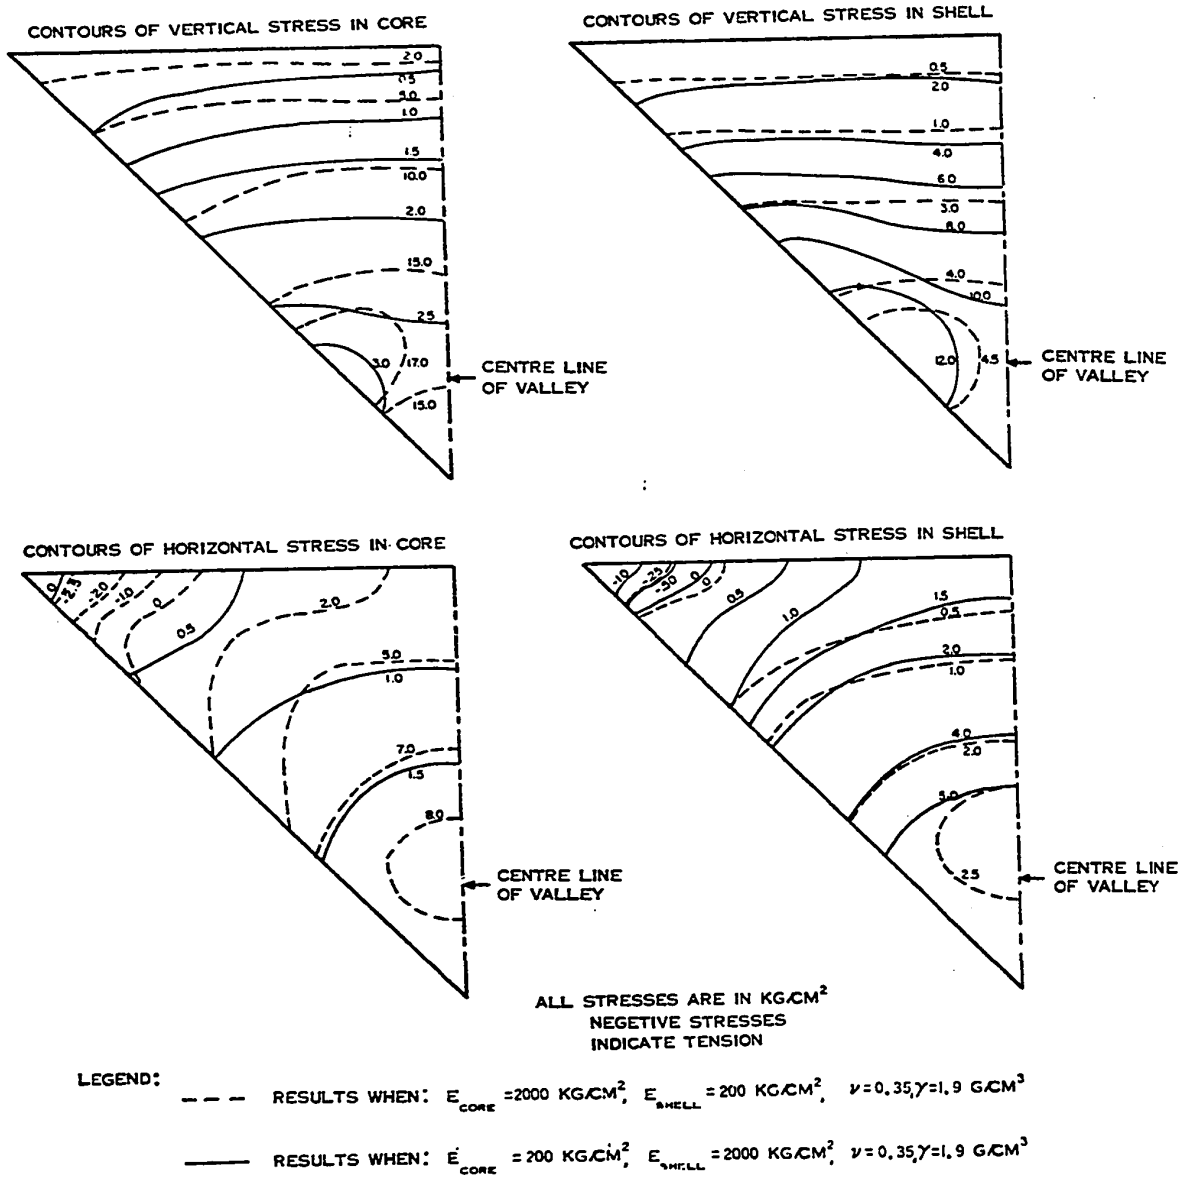 CONTOURS OF VERTICAL STRESS IN CORE
2.0
0.5
5.0
1.0
1.5
10.0
2.0
15.0
25
3.0
17.0
15.0
CENTRE LINE
OF VALLEY
CONTOURS OF VERTICAL STRESS IN SHELL
0.5
2.0
1.0
4.0
6.0
3.0
8.0
4.0
10.0
12.0
4.5
CENTRE LINE
OF VALLEY
CONTOURS OF HORIZONTAL STRESS IN CORE
0
-2.0
-1.0
0
0.5
2.0
5.0
1.0
7.0
1.5
8.0
CENTRE LINE
OF VALLEY
CONTOURS OF HORIZONTAL STRESS IN SHELL
-1.0
0
0
0.5
1.0
1.5
0.5
2.0
1.0
4.0
2.0
5.0
2.5
CENTRE LINE
OF VALLEY
ALL STRESSES ARE IN KG/CM²
NEGETIVE STRESSES
INDICATE TENSION
LEGEND:
RESULTS WHEN: E CORE =2000 KG/CM², E SHELL =200 KG/CM², ν=0.35,γ=1.9 G/CM³
RESULTS WHEN: E CORE =200 KG/CM², E SHELL =2000 KG/CM², ν=0.35,γ=1.9 G/CM³